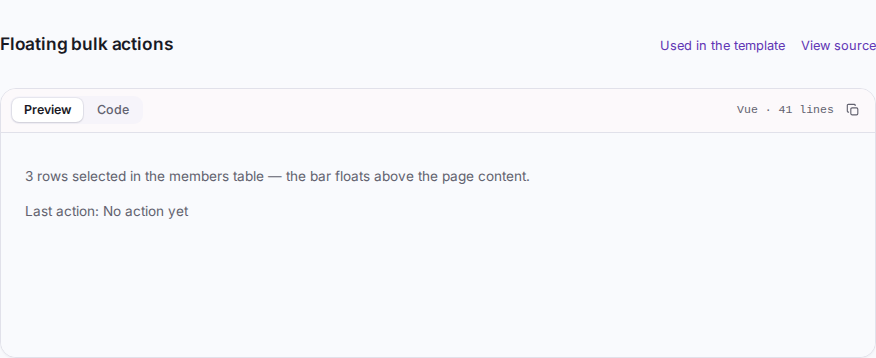 Floating bulk actions
Used in the template
View source
Preview
Code
Vue · 41 lines
3 rows selected in the members table — the bar floats above the page content.
Last action: No action yet